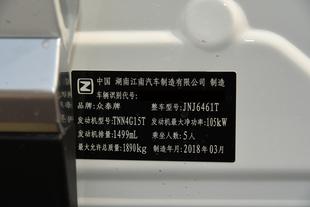 Z 中国 湖南江南汽车制造有限公司 制造
车辆识别代号:
品牌:众泰牌 整车型号:JNJ6461T
发动机型号:TNN4G15T 发动机最大净功率:105kW
发动机排量:1499mL 乘坐人数:5人
最大允许总质量:1890kg 制造年月:2018年03月